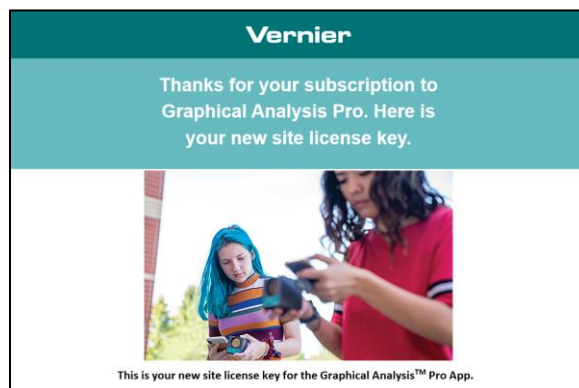 Vernier
Thanks for your subscription to
Graphical Analysis Pro. Here is
your new site license key.
This is your new site license key for the Graphical Analysis™ Pro App.